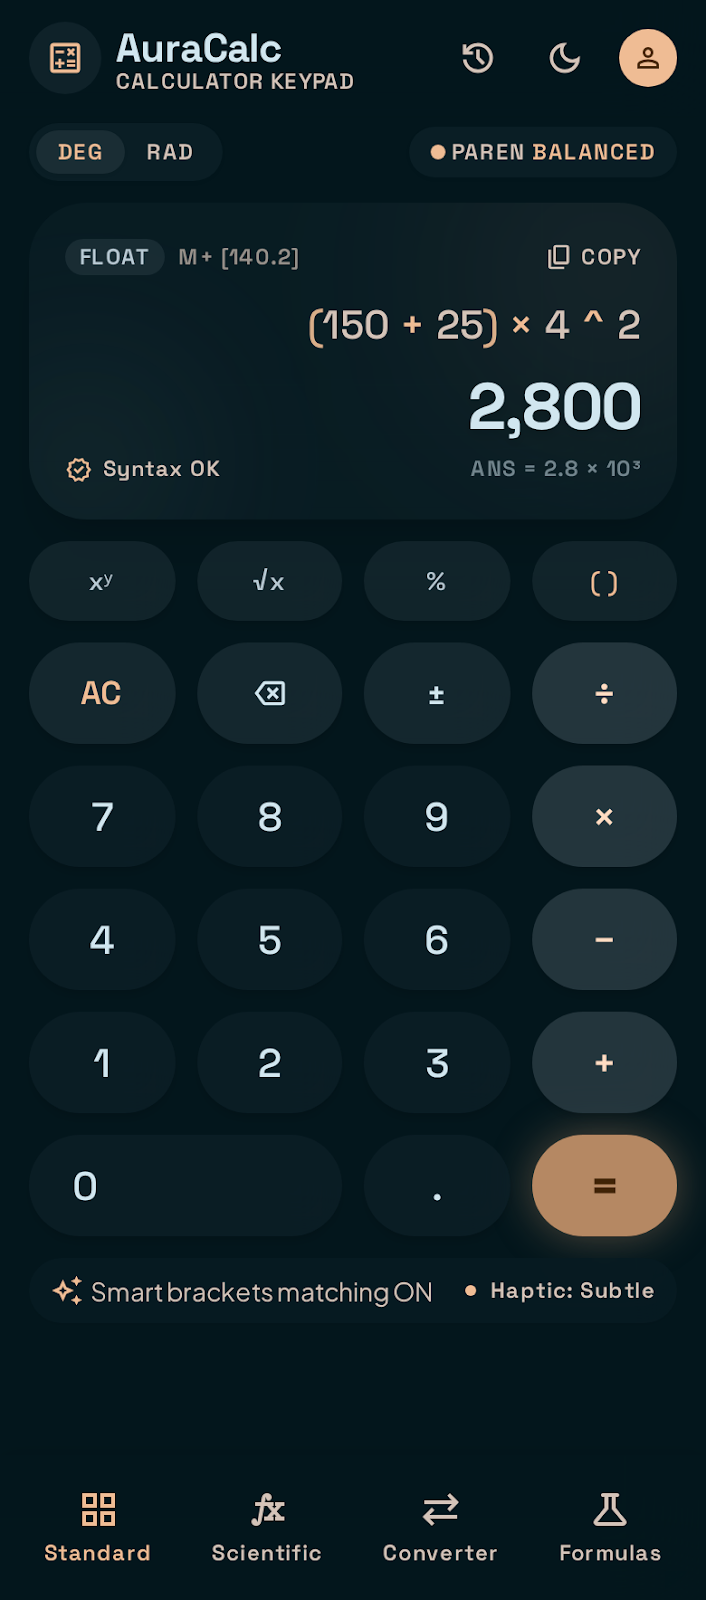 AuraCalc
CALCULATOR KEYPAD
DEG RAD PAREN BALANCED
FLOAT M+ [140.2] COPY
(150 + 25) × 4 ^ 2
2,800
Syntax OK ANS = 2.8 × 10³
xʸ √x % ( )
AC ± ÷
7 8 9 ×
4 5 6 −
1 2 3 +
0 . =
Smart brackets matching ON Haptic: Subtle
Standard Scientific Converter Formulas